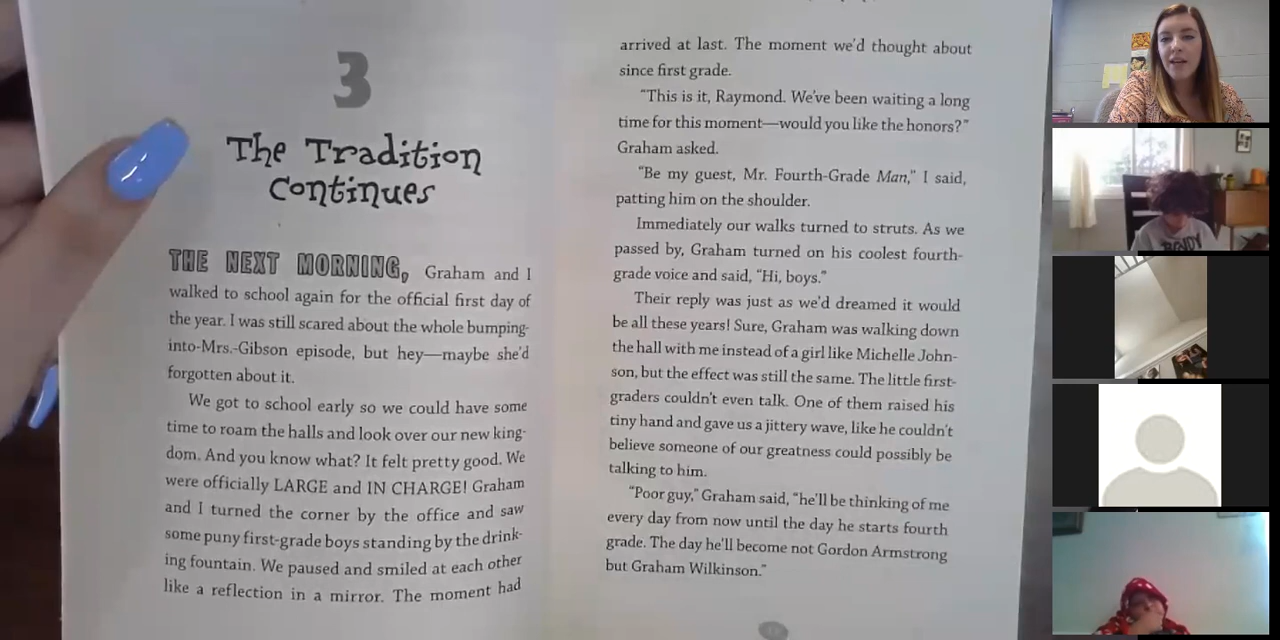 3
The Tradition
Continues
THE NEXT MORNING, Graham and I
walked to school again for the official first day of
the year. I was still scared about the whole bumping-
into-Mrs.-Gibson episode, but hey—maybe she'd
forgotten about it.
We got to school early so we could have some
time to roam the halls and look over our new king-
dom. And you know what? It felt pretty good. We
were officially LARGE and IN CHARGE! Graham
and I turned the corner by the office and saw
some puny first-grade boys standing by the drink-
ing fountain. We paused and smiled at each other
like a reflection in a mirror. The moment had
arrived at last. The moment we'd thought about
since first grade.
"This is it, Raymond. We've been waiting a long
time for this moment—would you like the honors?"
Graham asked.
"Be my guest, Mr. Fourth-Grade Man," I said,
patting him on the shoulder.
Immediately our walks turned to struts. As we
passed by, Graham turned on his coolest fourth-
grade voice and said, "Hi, boys."
Their reply was just as we'd dreamed it would
be all these years! Sure, Graham was walking down
the hall with me instead of a girl like Michelle John-
son, but the effect was still the same. The little first-
graders couldn't even talk. One of them raised his
tiny hand and gave us a jittery wave, like he couldn't
believe someone of our greatness could possibly be
talking to him.
"Poor guy," Graham said, "he'll be thinking of me
every day from now until the day he starts fourth
grade. The day he'll become not Gordon Armstrong
but Graham Wilkinson."